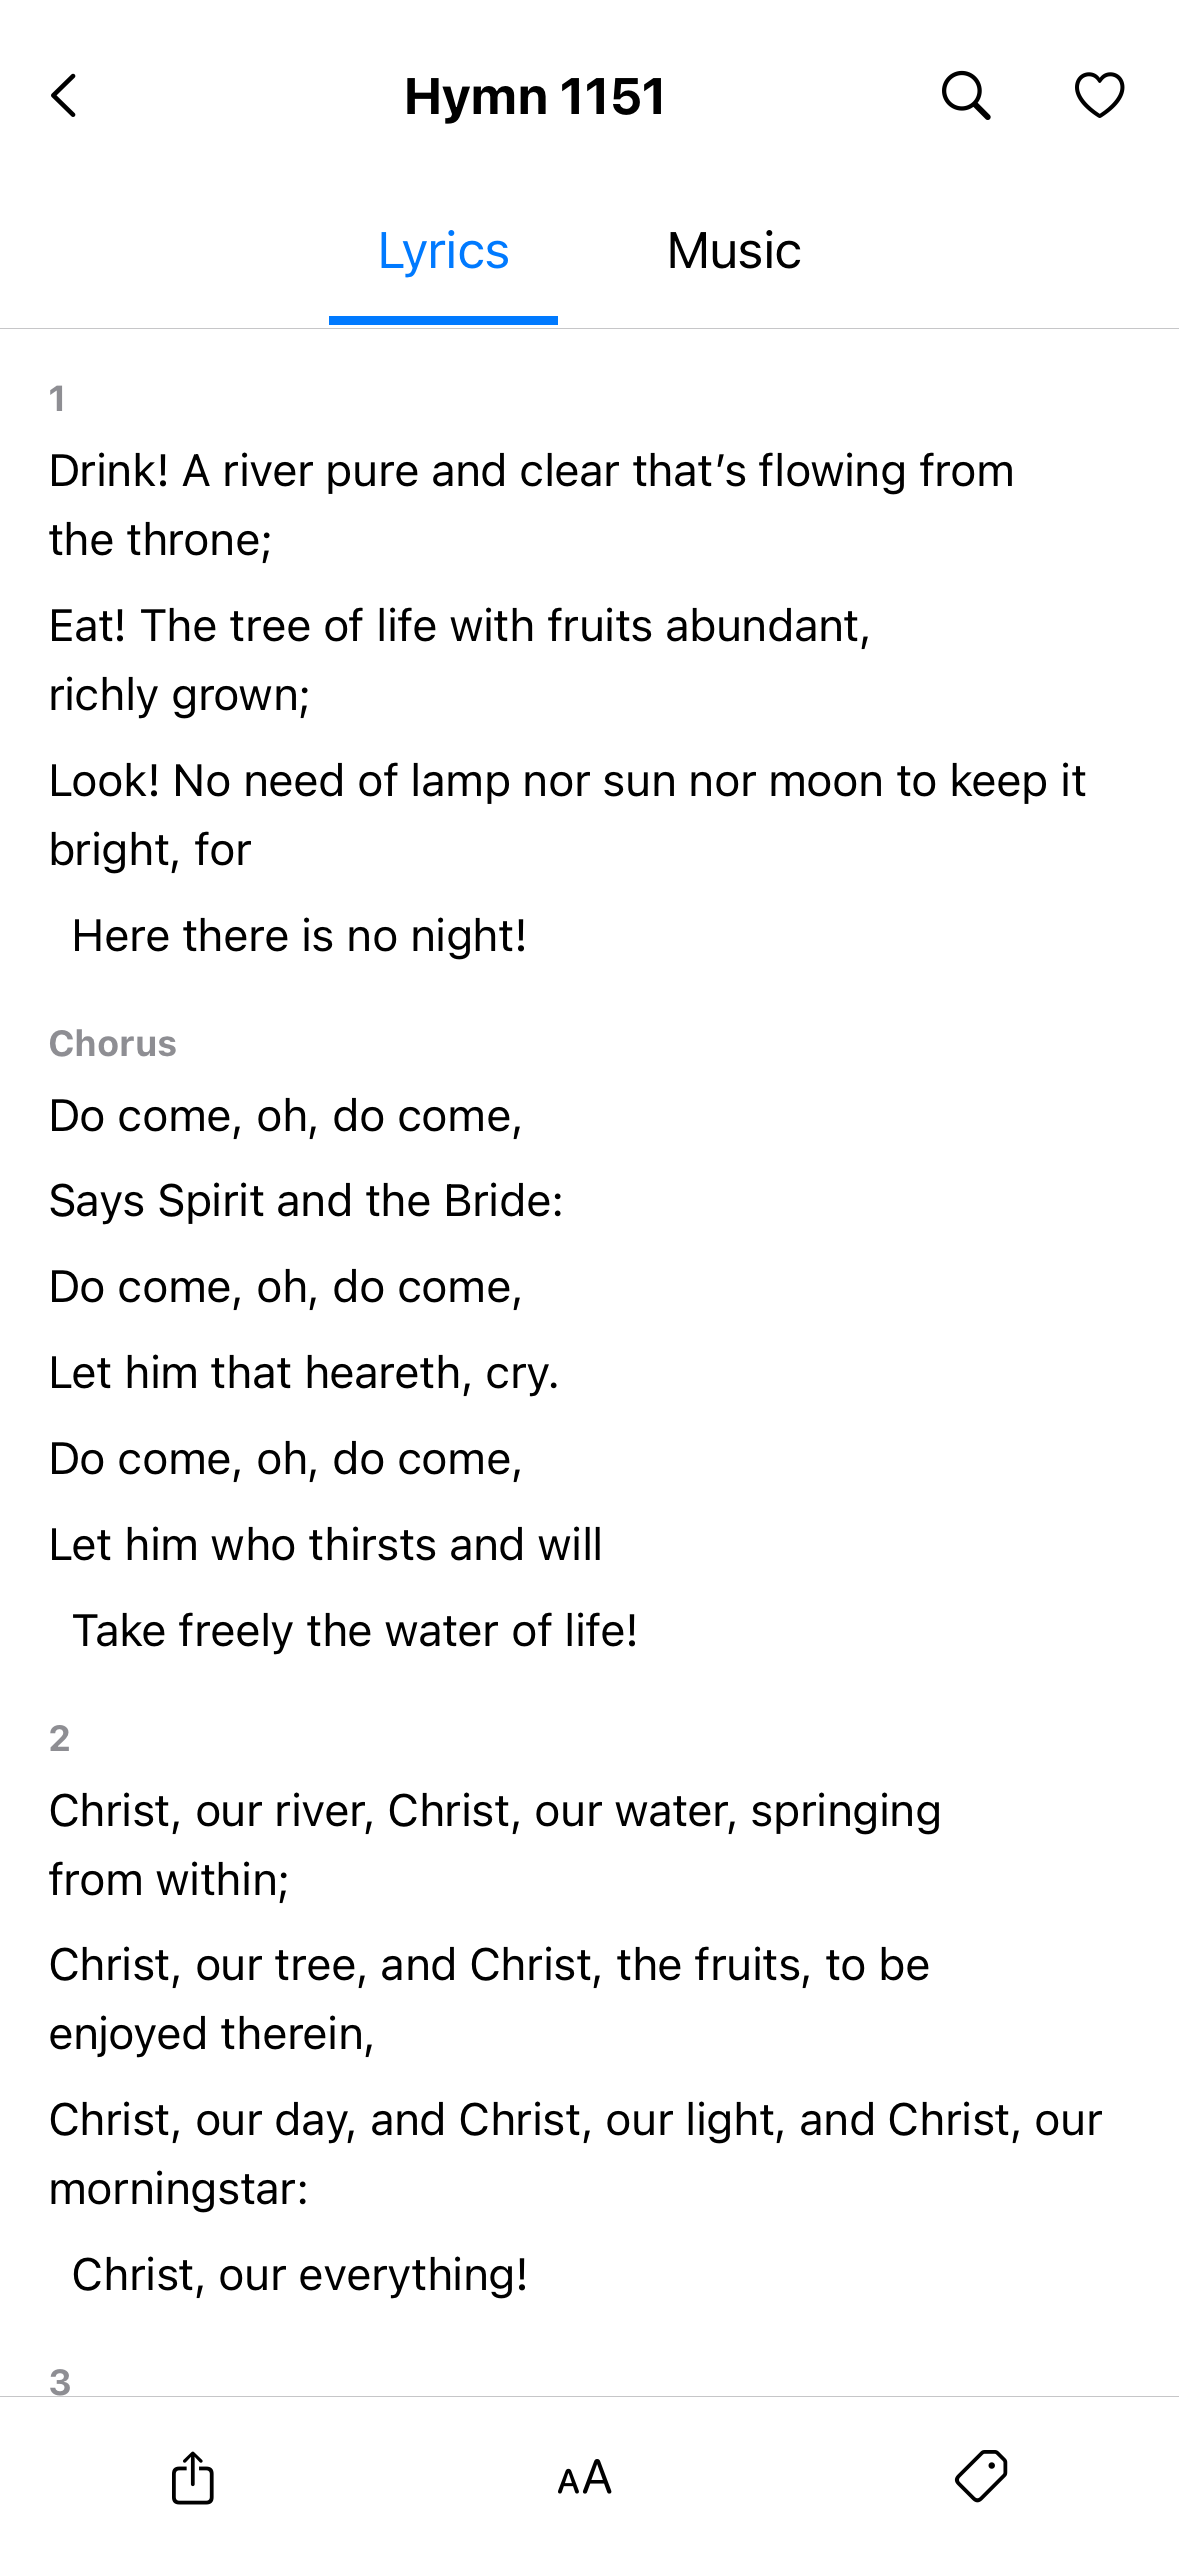 Hymn 1151
Lyrics
Music
1
Drink! A river pure and clear that’s flowing from
the throne;
Eat! The tree of life with fruits abundant,
richly grown;
Look! No need of lamp nor sun nor moon to keep it
bright, for
Here there is no night!
Chorus
Do come, oh, do come,
Says Spirit and the Bride:
Do come, oh, do come,
Let him that heareth, cry.
Do come, oh, do come,
Let him who thirsts and will
Take freely the water of life!
2
Christ, our river, Christ, our water, springing
from within;
Christ, our tree, and Christ, the fruits, to be
enjoyed therein,
Christ, our day, and Christ, our light, and Christ, our
morningstar:
Christ, our everything!
3
AA